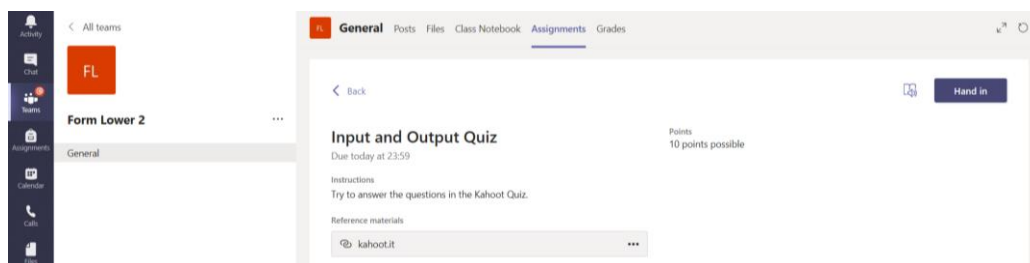 Activity
Chat
Teams
Assignments
Calendar
Calls
Files
All teams
FL
Form Lower 2
...
General
FL General Posts Files Class Notebook Assignments Grades
Back
Hand in
Input and Output Quiz
Due today at 23:59
Points
10 points possible
Instructions
Try to answer the questions in the Kahoot Quiz.
Reference materials
kahoot.it
...